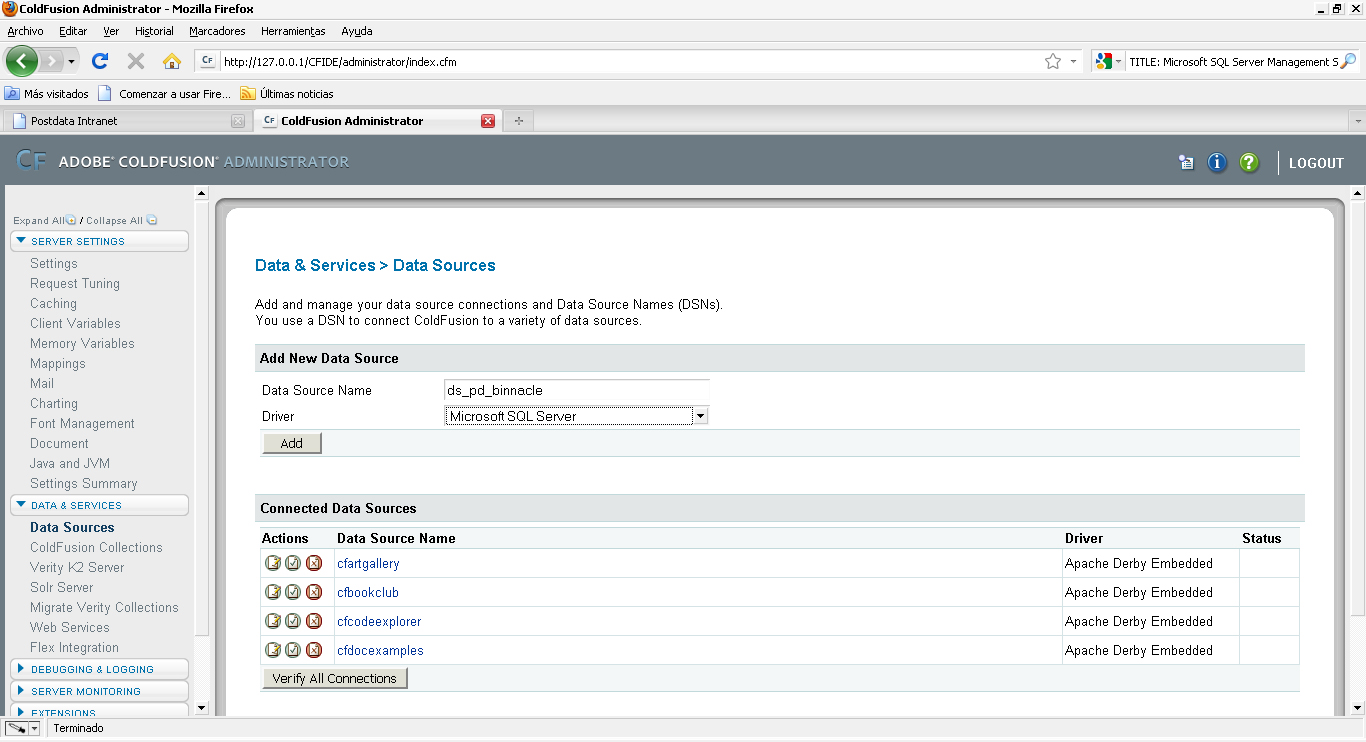 ColdFusion Administrator - Mozilla Firefox
Archivo Editar Ver Historial Marcadores Herramientas Ayuda
CF http://127.0.0.1/CFIDE/administrator/index.cfm TITLE: Microsoft SQL Server Management S
Más visitados Comenzar a usar Fire... Últimas noticias
Postdata Intranet CF ColdFusion Administrator
CF ADOBE® COLDFUSION® ADMINISTRATOR LOGOUT
Expand All / Collapse All
SERVER SETTINGS
Settings
Request Tuning
Caching
Client Variables
Memory Variables
Mappings
Mail
Charting
Font Management
Document
Java and JVM
Settings Summary
DATA & SERVICES
Data Sources
ColdFusion Collections
Verity K2 Server
Solr Server
Migrate Verity Collections
Web Services
Flex Integration
DEBUGGING & LOGGING
SERVER MONITORING
EXTENSIONS
Data & Services > Data Sources
Add and manage your data source connections and Data Source Names (DSNs).
You use a DSN to connect ColdFusion to a variety of data sources.
Add New Data Source
Data Source Name ds_pd_binnacle
Driver Microsoft SQL Server
Add
Connected Data Sources
Actions Data Source Name Driver Status
cfartgallery Apache Derby Embedded
cfbookclub Apache Derby Embedded
cfcodeexplorer Apache Derby Embedded
cfdocexamples Apache Derby Embedded
Verify All Connections
Terminado